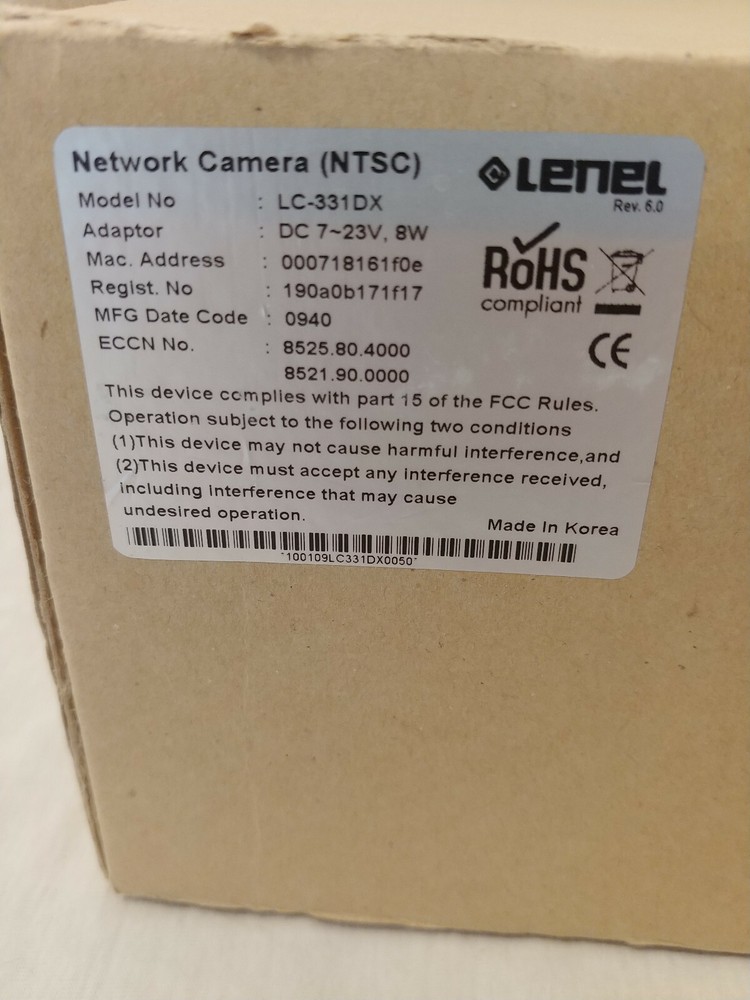 Network Camera (NTSC)
LENEL
Rev. 6.0
Model No : LC-331DX
Adaptor : DC 7~23V, 8W
Mac. Address : 000718161f0e
Regist. No : 190a0b171f17
MFG Date Code : 0940
ECCN No. : 8525.80.4000
8521.90.0000
RoHS
compliant
CE
This device complies with part 15 of the FCC Rules.
Operation subject to the following two conditions
(1)This device may not cause harmful interference,and
(2)This device must accept any interference received,
including interference that may cause
undesired operation.
Made In Korea
*100109LC331DX0050*